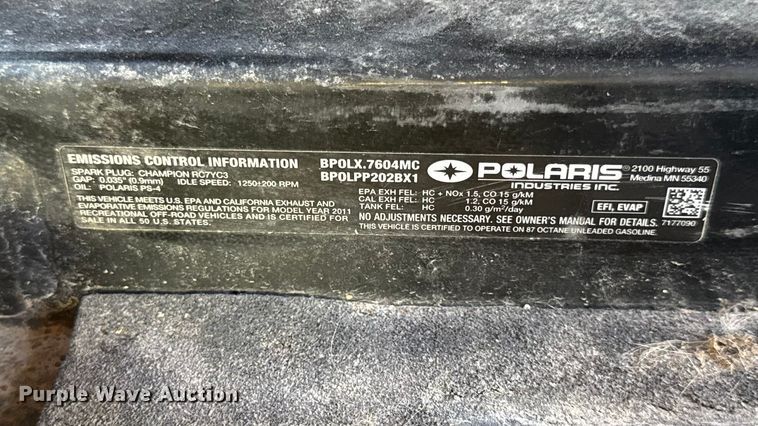 EMISSIONS CONTROL INFORMATION
SPARK PLUG: CHAMPION RC7YC3
GAP: 0.035" (0.9mm) IDLE SPEED: 1250±200 RPM
OIL: POLARIS PS-4
THIS VEHICLE MEETS U.S. EPA AND CALIFORNIA EXHAUST AND
EVAPORATIVE EMISSIONS REGULATIONS FOR MODEL YEAR 2011
NEW OFF-ROAD UTILITY VEHICLES AND IS CERTIFIED FOR
SALE IN ALL 50 U.S. STATES.
BPOLX.7604MC
BPOLPP202BX1
POLARIS®
INDUSTRIES INC.
2100 Highway 55
Medina MN 55340
EPA EXH FEL: HC + NOx 1.5, CO 15 g/kM
CAL EXH FEL: HC 1.2, CO 15 g/kM
TANK FEL: HC 0.30 g/m²/day
EFI, EVAP
NO ADJUSTMENTS NECESSARY. SEE OWNER'S MANUAL FOR DETAILS.
THIS VEHICLE IS CERTIFIED TO OPERATE ON 87 OCTANE UNLEADED GASOLINE.
7177090
Purple Wave Auction